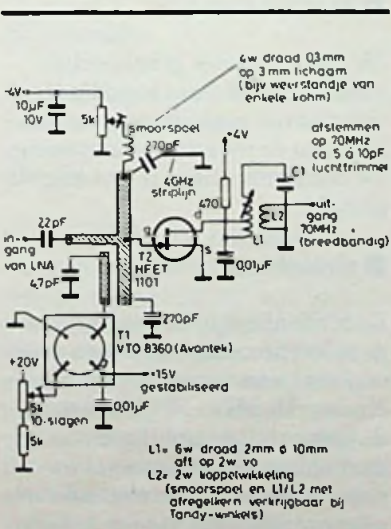 4w draad 0,3mm
op 3mm lichaam
(bijv weerstandje van
enkele kohm)
-4V
10µF
10V
5k
smoorspoel
270pF
4GHz
striplijn
+4V
afstemmen
op 70MHz
ca 5 á 10pF
(luchttrimmer
470
C1
L2
L1
uit-
gang
70MHz
(breedbandig)
22pF
in-
gang
van LNA
g
d
s
T2
HFET
1101
0,01µF
4,7pF
270pF
T1
VTO 8360 (Avantek)
+20V
+15V
gestabiliseerd
5k
10-slagen
5k
0,01µF
L1= 6w draad 2mm ø 10mm
aft op 2w vo
L2= 2w koppelwikkeling
(smoorspoel en L1/L2 met
afregelkern verkrijgbaar bij
Tandy-winkels)